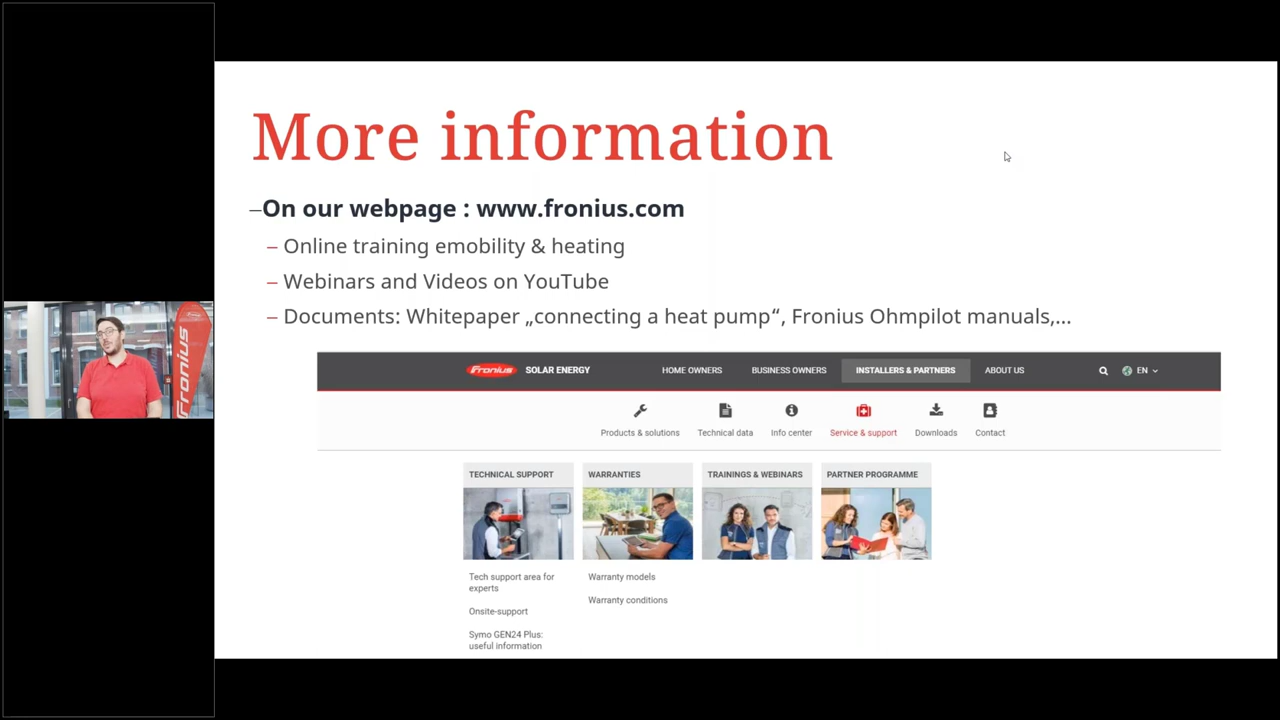 More information
–On our webpage : www.fronius.com
– Online training emobility & heating
– Webinars and Videos on YouTube
– Documents: Whitepaper „connecting a heat pump“, Fronius Ohmpilot manuals,...
Fronius SOLAR ENERGY HOME OWNERS BUSINESS OWNERS INSTALLERS & PARTNERS ABOUT US EN
Products & solutions Technical data Info center Service & support Downloads Contact
TECHNICAL SUPPORT WARRANTIES TRAININGS & WEBINARS PARTNER PROGRAMME
Tech support area for
experts
Onsite-support
Symo GEN24 Plus:
useful information
Warranty models
Warranty conditions
Fronius